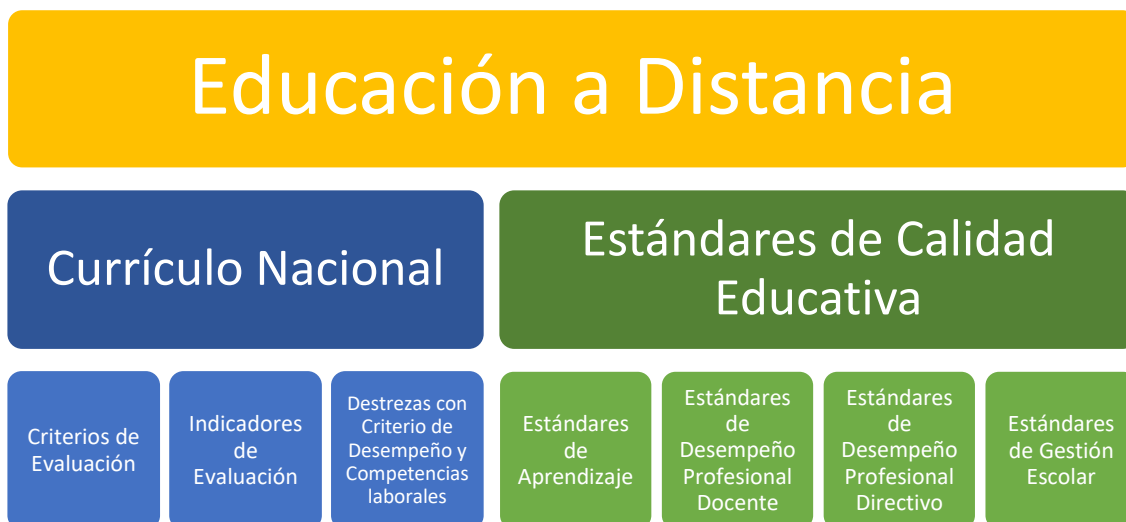 Educación a Distancia
Currículo Nacional
Estándares de Calidad
Educativa
Criterios de
Evaluación
Indicadores
de
Evaluación
Destrezas con
Criterio de
Desempeño y
Competencias
laborales
Estándares
de
Aprendizaje
Estándares
de
Desempeño
Profesional
Docente
Estándares
de
Desempeño
Profesional
Directivo
Estándares
de Gestión
Escolar